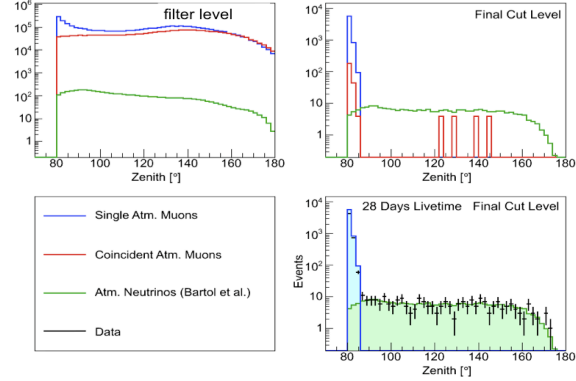 filter level
10⁶
10⁵
10⁴
10³
10²
10
1
80 100 120 140 160 180
Zenith [°]
Final Cut Level
10⁴
10³
10²
10
1
80 100 120 140 160 180
Zenith [°]
Single Atm. Muons
Coincident Atm. Muons
Atm. Neutrinos (Bartol et al.)
Data
28 Days Livetime Final Cut Level
Events
10⁴
10³
10²
10
1
80 100 120 140 160 180
Zenith [°]